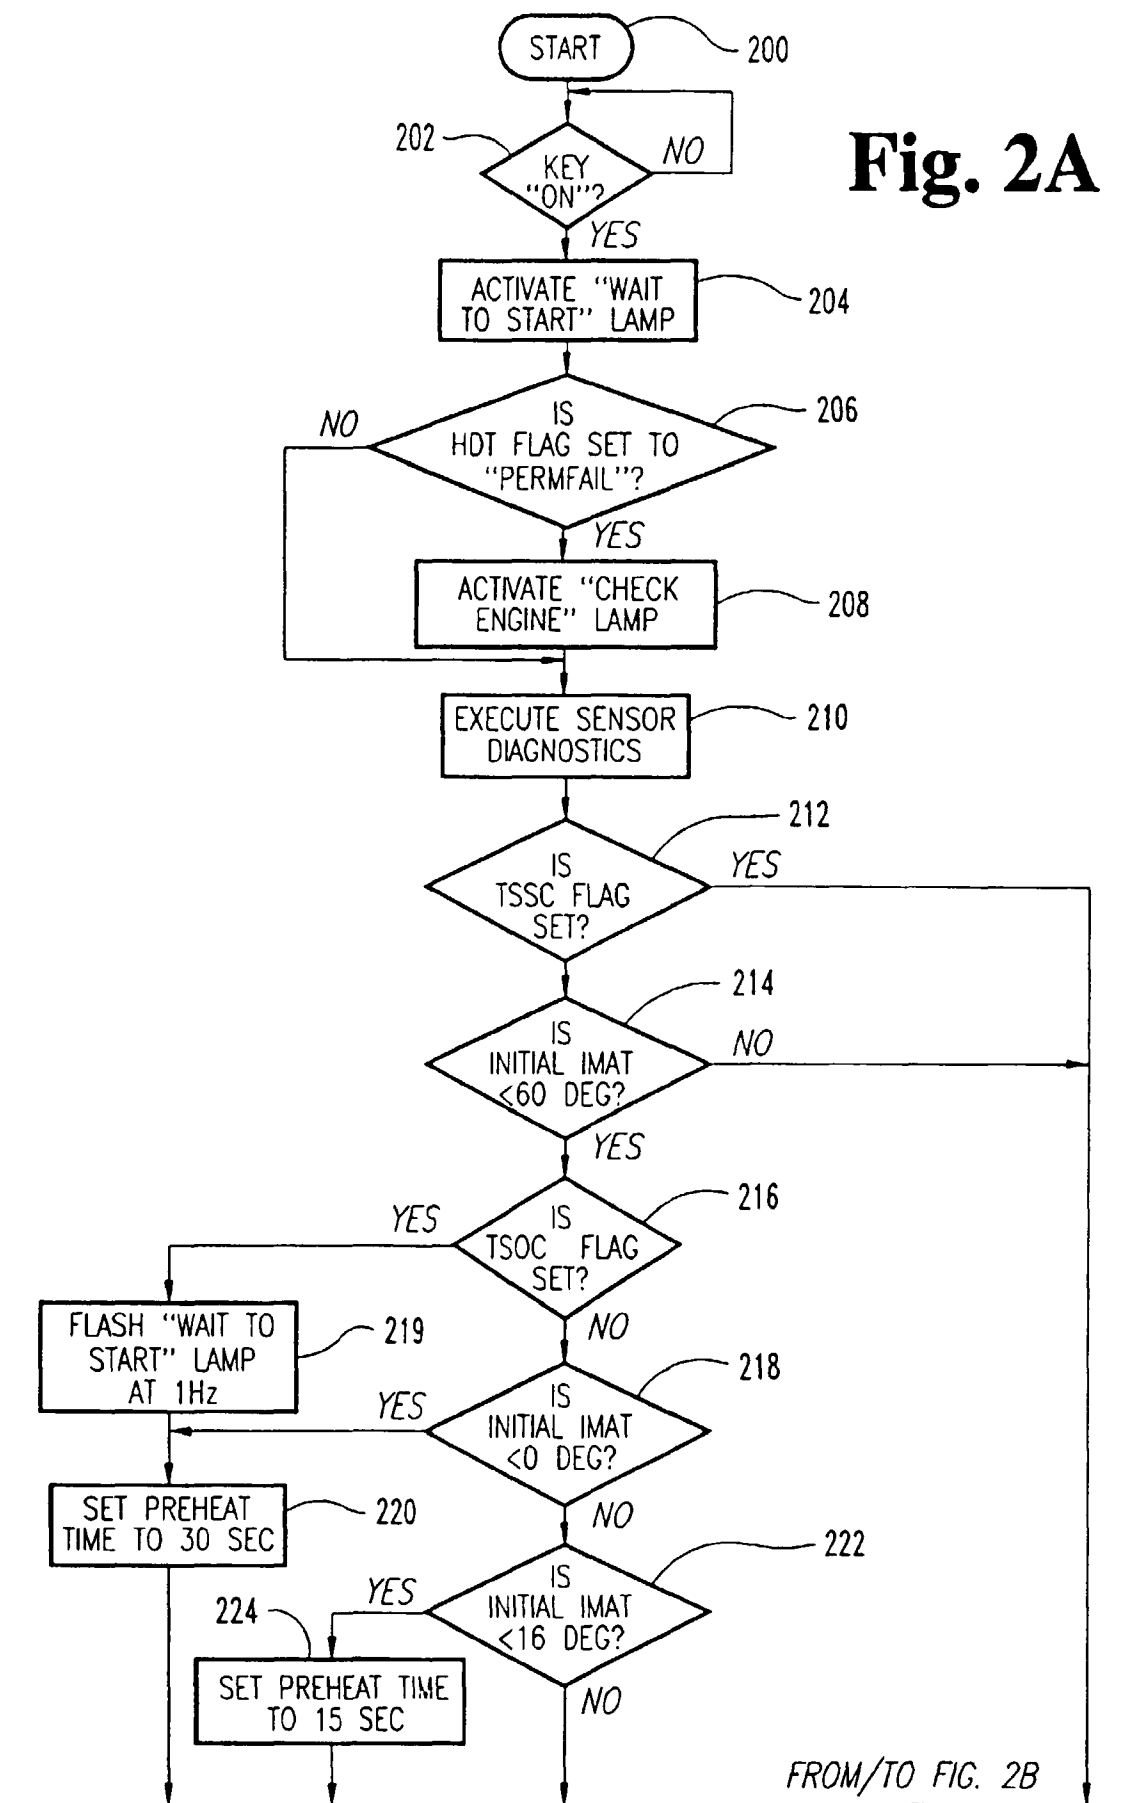 START
200
Fig. 2A
202
KEY
"ON"?
NO
YES
ACTIVATE "WAIT
TO START" LAMP
204
IS
HDT FLAG SET TO
"PERMFAIL"?
206
NO
YES
ACTIVATE "CHECK
ENGINE" LAMP
208
EXECUTE SENSOR
DIAGNOSTICS
210
212
IS
TSSC FLAG
SET?
YES
214
IS
INITIAL IMAT
<60 DEG?
NO
YES
216
IS
TSOC FLAG
SET?
YES
NO
FLASH "WAIT TO
START" LAMP
AT 1Hz
219
218
IS
INITIAL IMAT
<0 DEG?
YES
NO
SET PREHEAT
TIME TO 30 SEC
220
222
IS
INITIAL IMAT
<16 DEG?
YES
NO
224
SET PREHEAT TIME
TO 15 SEC
FROM/TO FIG. 2B